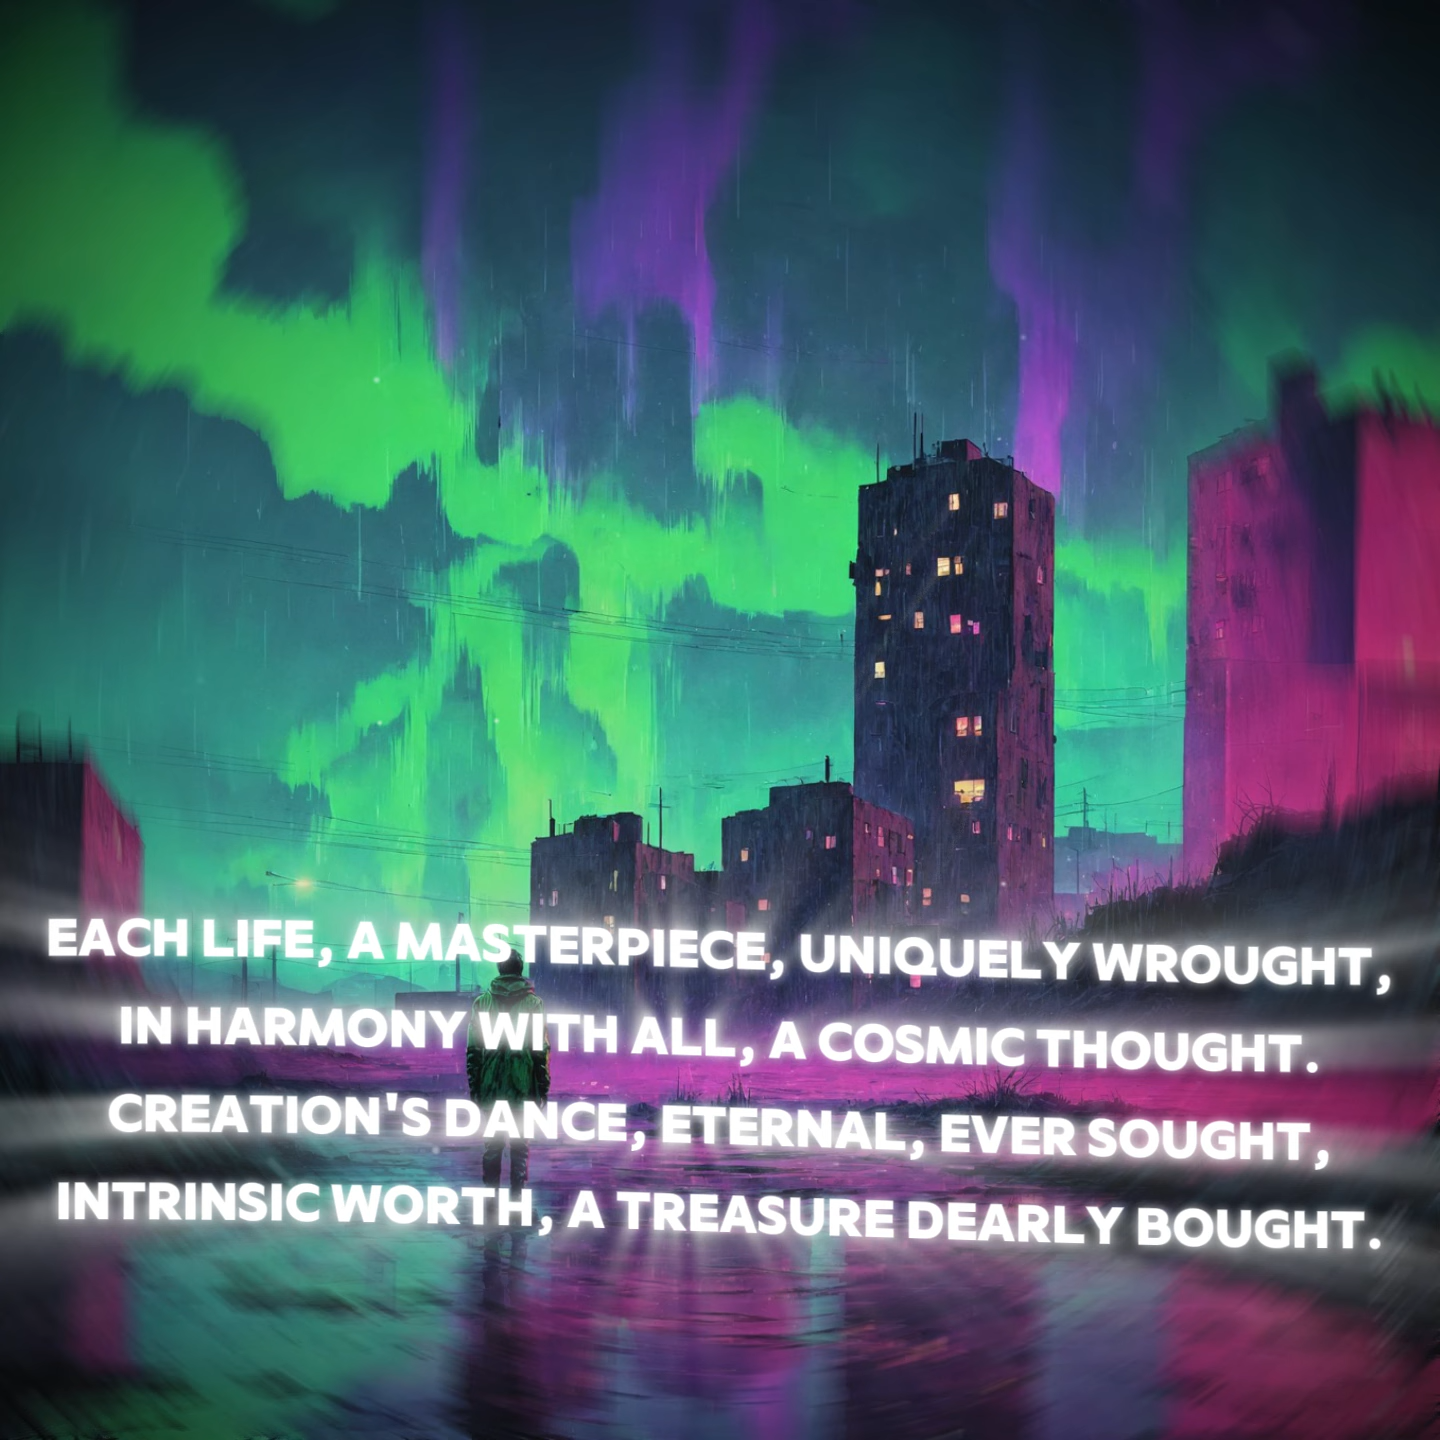 EACH LIFE, A MASTERPIECE, UNIQUELY WROUGHT,
IN HARMONY WITH ALL, A COSMIC THOUGHT.
CREATION'S DANCE, ETERNAL, EVER SOUGHT,
INTRINSIC WORTH, A TREASURE DEARLY BOUGHT.